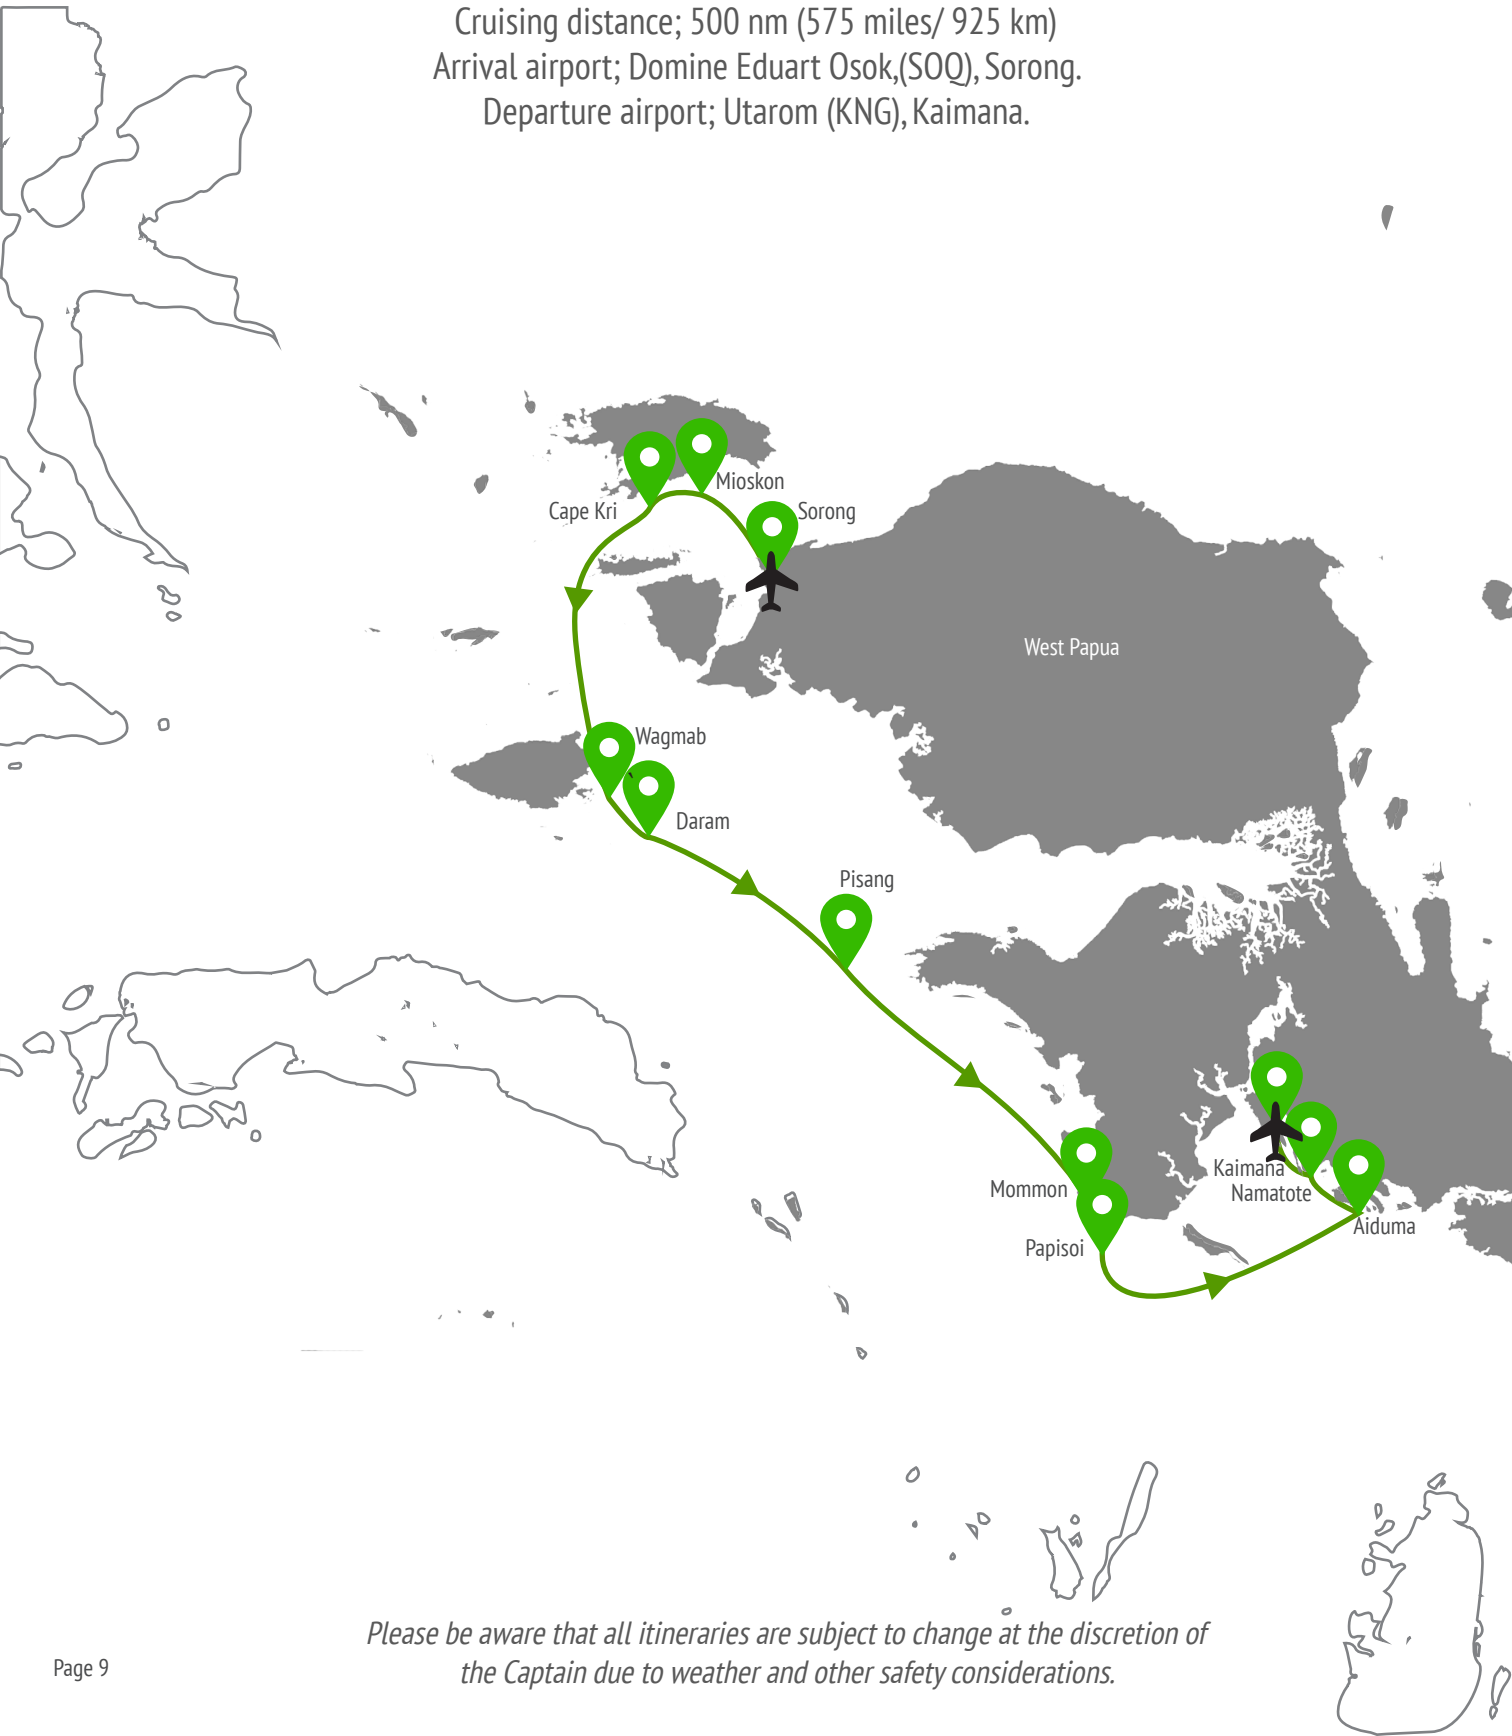 Cruising distance; 500 nm (575 miles/ 925 km)
Arrival airport; Domine Eduart Osok,(SOQ), Sorong.
Departure airport; Utarom (KNG), Kaimana.
Mioskon
Cape Kri
Sorong
West Papua
Wagmab
Daram
Pisang
Kaimana
Mommon
Namatote
Aiduma
Papisoi
Please be aware that all itineraries are subject to change at the discretion of
the Captain due to weather and other safety considerations.
Page 9